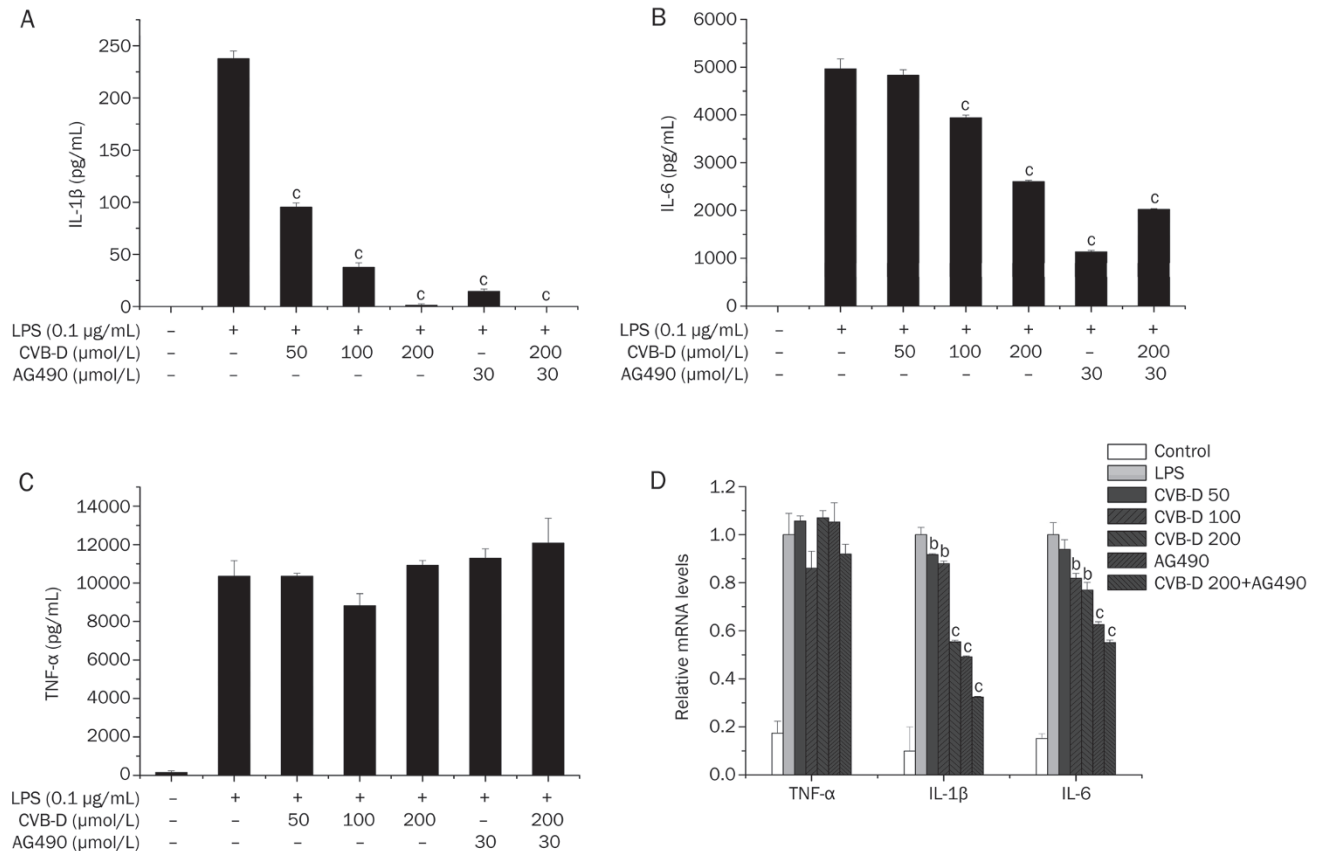 A
IL-1β (pg/mL)
250
200
150
100
50
0
c
c
c
c
c
LPS (0.1 μg/mL) – + + + + + +
CVB-D (μmol/L) – – 50 100 200 – 200
AG490 (μmol/L) – – – – – 30 30
B
IL-6 (pg/mL)
6000
5000
4000
3000
2000
1000
0
c
c
c
c
LPS (0.1 μg/mL) – + + + + + +
CVB-D (μmol/L) – – 50 100 200 – 200
AG490 (μmol/L) – – – – – 30 30
C
TNF-α (pg/mL)
14000
12000
10000
8000
6000
4000
2000
0
LPS (0.1 μg/mL) – + + + + + +
CVB-D (μmol/L) – – 50 100 200 – 200
AG490 (μmol/L) – – – – – 30 30
D
Control
LPS
CVB-D 50
CVB-D 100
CVB-D 200
AG490
CVB-D 200+AG490
Relative mRNA levels
1.2
1.0
0.8
0.6
0.4
0.2
0.0
b b
c c
c
b b
c c
TNF-α IL-1β IL-6